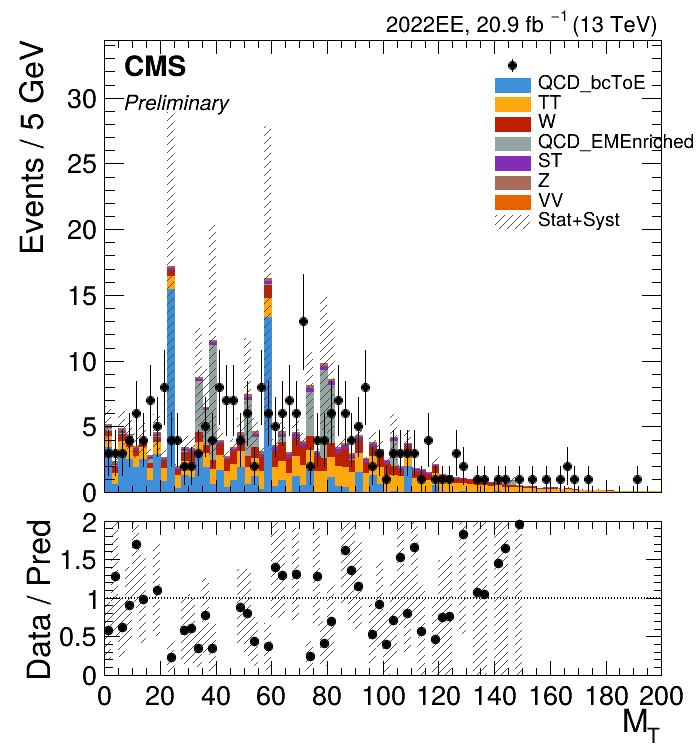 2022EE, 20.9 fb⁻¹ (13 TeV)
CMS
Preliminary
QCD_bcToE
TT
W
QCD_EMEnriched
ST
Z
VV
Stat+Syst
Events / 5 GeV
30
25
20
15
10
5
0
Data / Pred
2
1.5
1
0.5
0
0 20 40 60 80 100 120 140 160 180 200
M_T